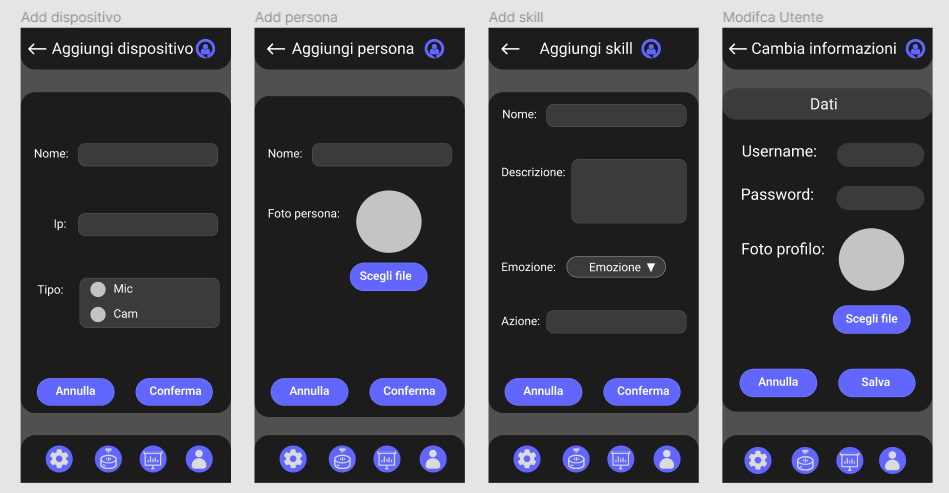 Add dispositivo
Aggiungi dispositivo
Nome:
Ip:
Tipo:
Mic
Cam
Annulla
Conferma
Add persona
Aggiungi persona
Nome:
Foto persona:
Scegli file
Annulla
Conferma
Add skill
Aggiungi skill
Nome:
Descrizione:
Emozione:
Emozione ▼
Azione:
Annulla
Conferma
Modifca Utente
Cambia informazioni
Dati
Username:
Password:
Foto profilo:
Scegli file
Annulla
Salva